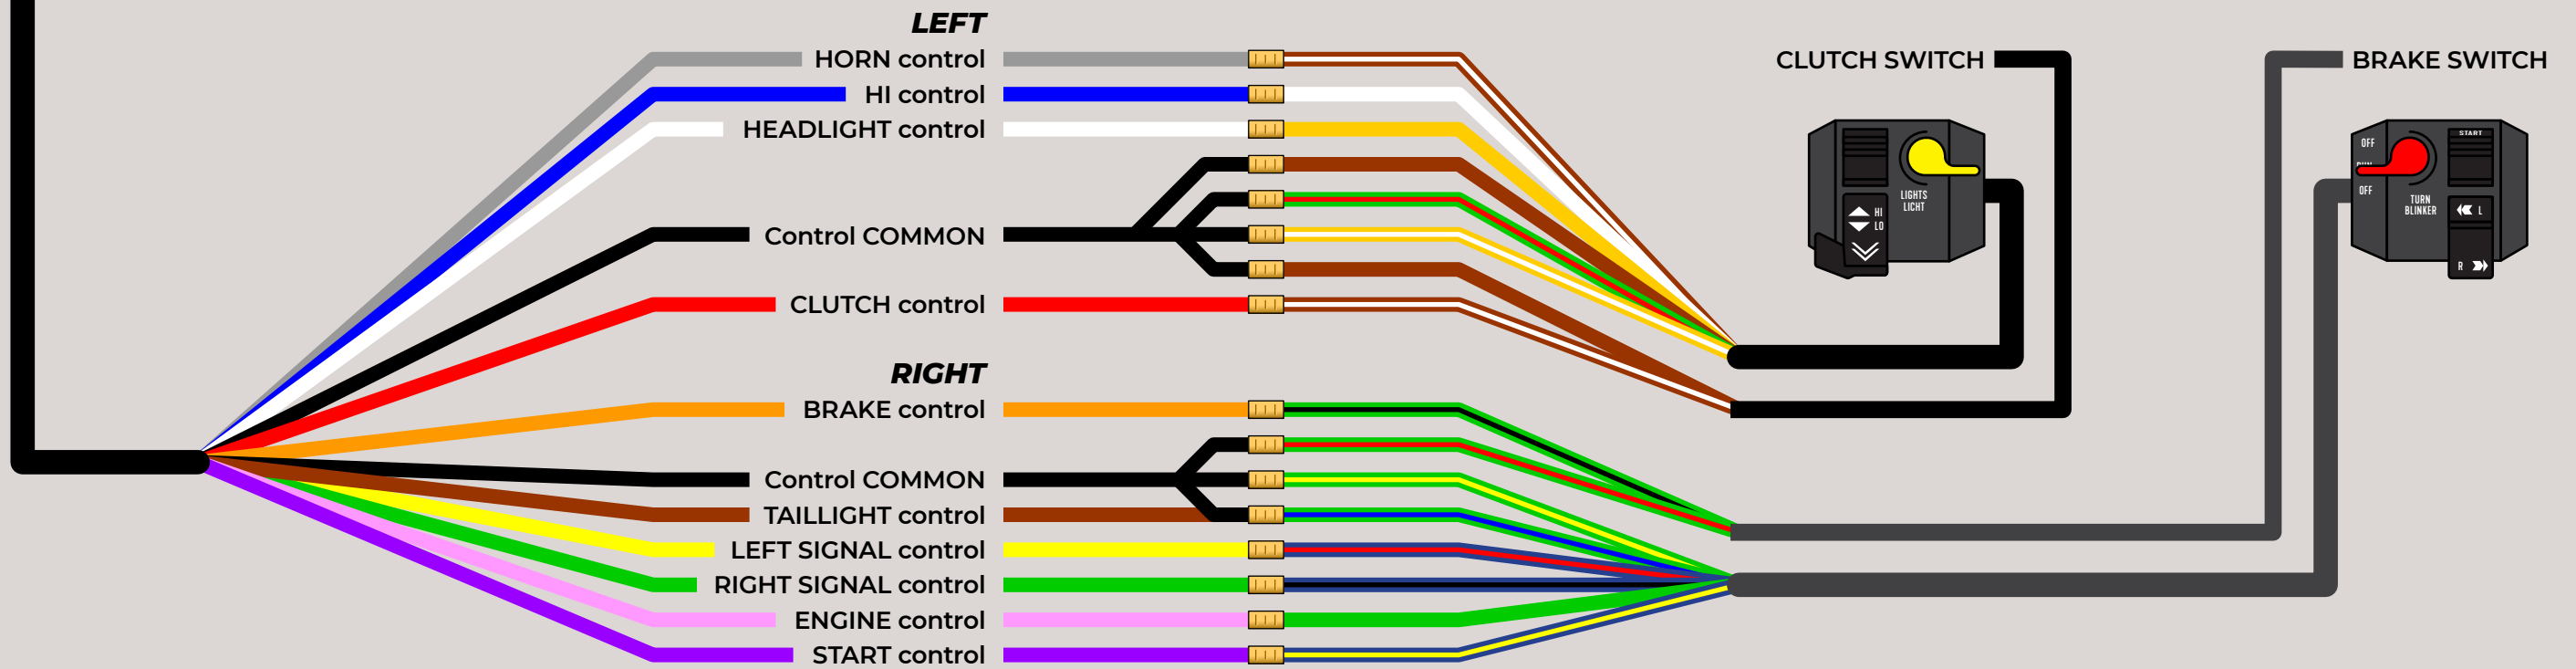 LEFT
HORN control
HI control
HEADLIGHT control
Control COMMON
CLUTCH control
RIGHT
BRAKE control
Control COMMON
TAILLIGHT control
LEFT SIGNAL control
RIGHT SIGNAL control
ENGINE control
START control
CLUTCH SWITCH
LIGHTS
LICHT
HI
LO
BRAKE SWITCH
START
OFF
OFF
TURN
BLINKER
L
R